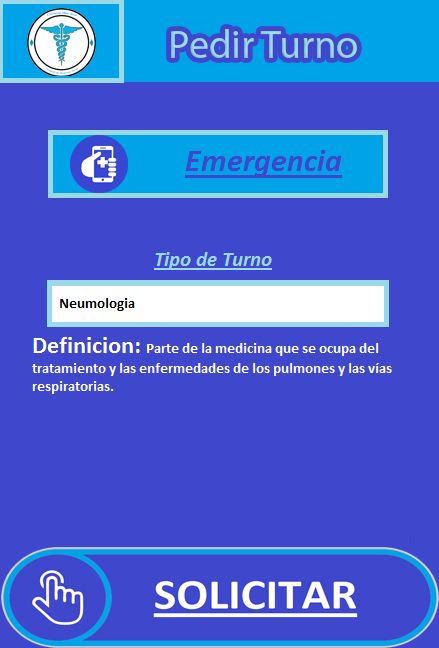 Pedir Turno
Emergencia
Tipo de Turno
Neumologia
Definicion: Parte de la medicina que se ocupa del
tratamiento y las enfermedades de los pulmones y las vías
respiratorias.
SOLICITAR